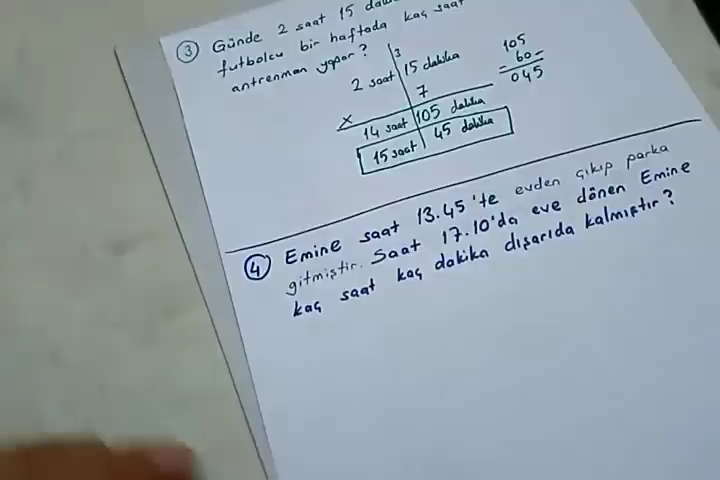 ③ Günde 2 saat 15
futbolcu bir haftada kaç saat
antrenman yapar?
3
2 saat 15 dakika
7
x
14 saat 105 dakika
15 saat 45 dakika
105
60
045
④ Emine saat 13.45'te evden çıkıp parka
gitmiştir. Saat 17.10'da eve dönen Emine
kaç saat kaç dakika dışarıda kalmıştır?